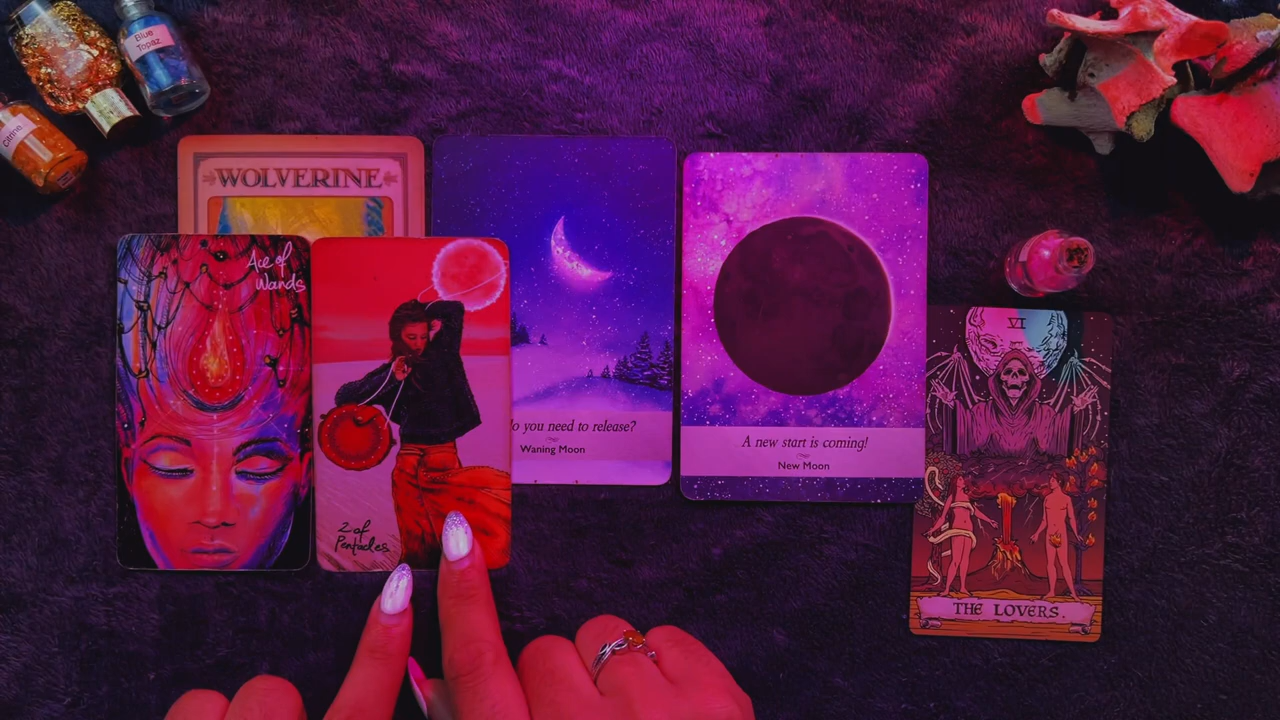 Blue
Topaz
Citrine
WOLVERINE
Ace of
Wands
2 of
Pentacles
do you need to release?
Waning Moon
A new start is coming!
New Moon
VI
THE LOVERS.